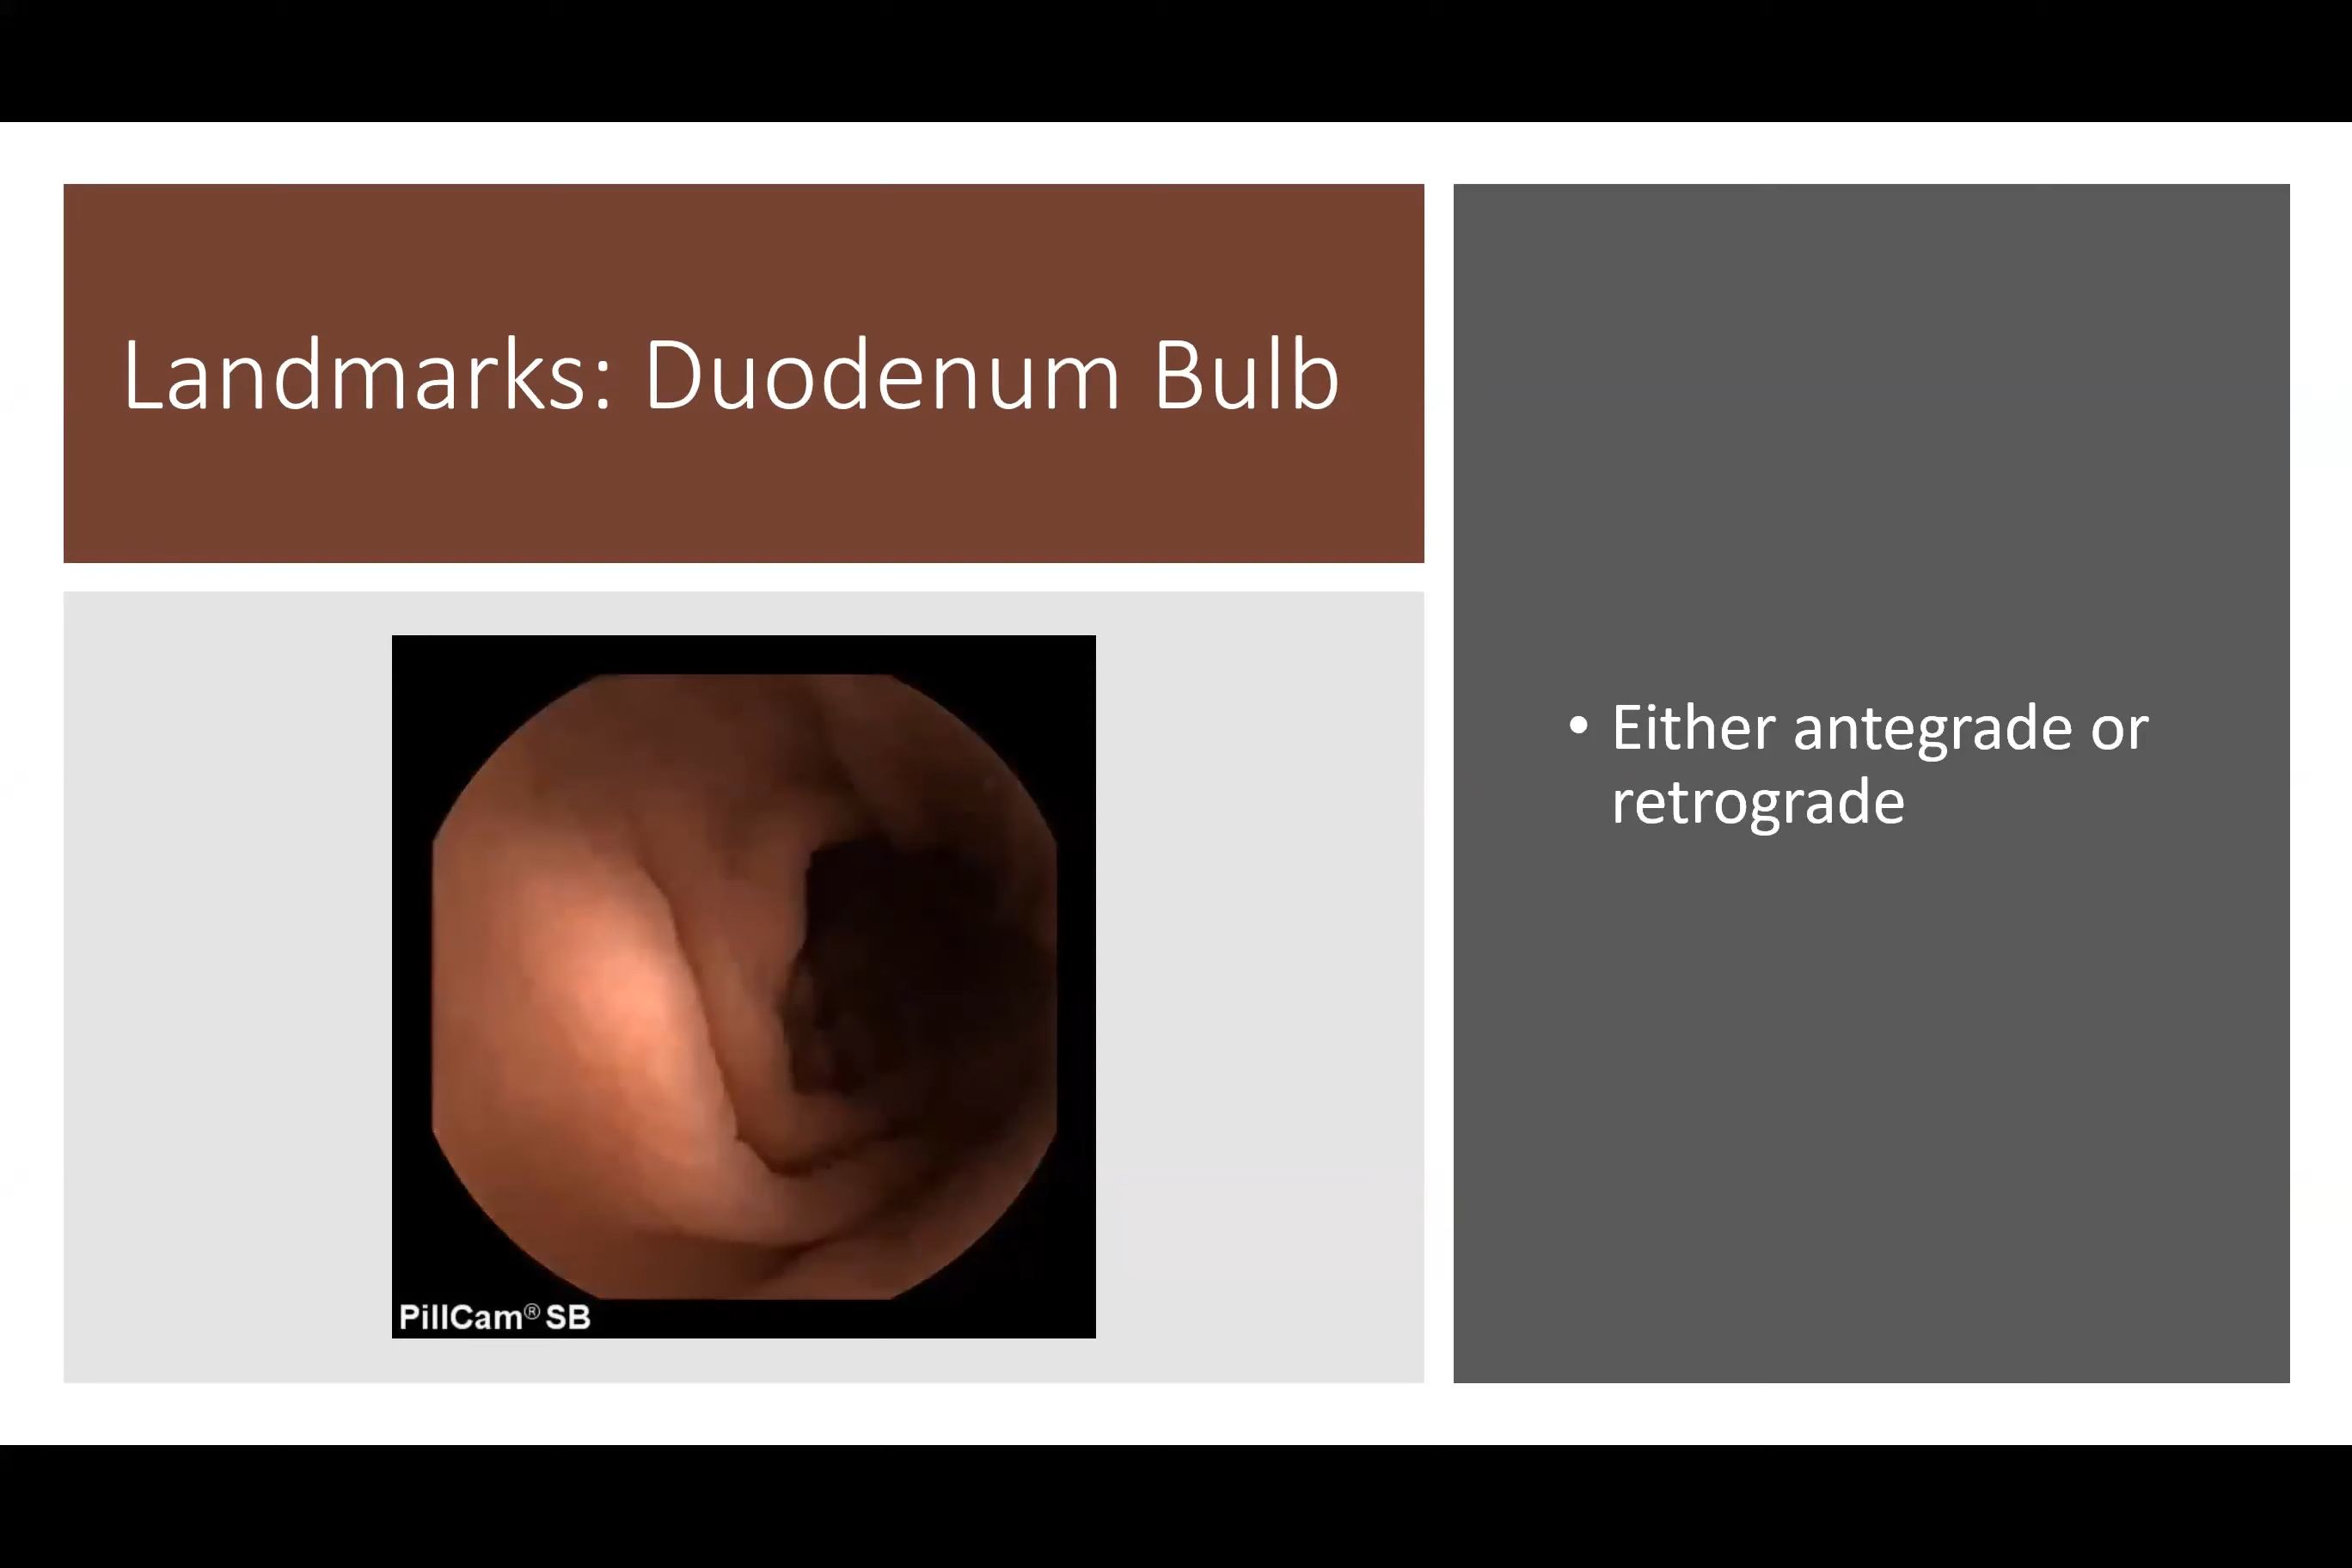 Landmarks: Duodenum Bulb
• Either antegrade or
retrograde
PillCam® SB